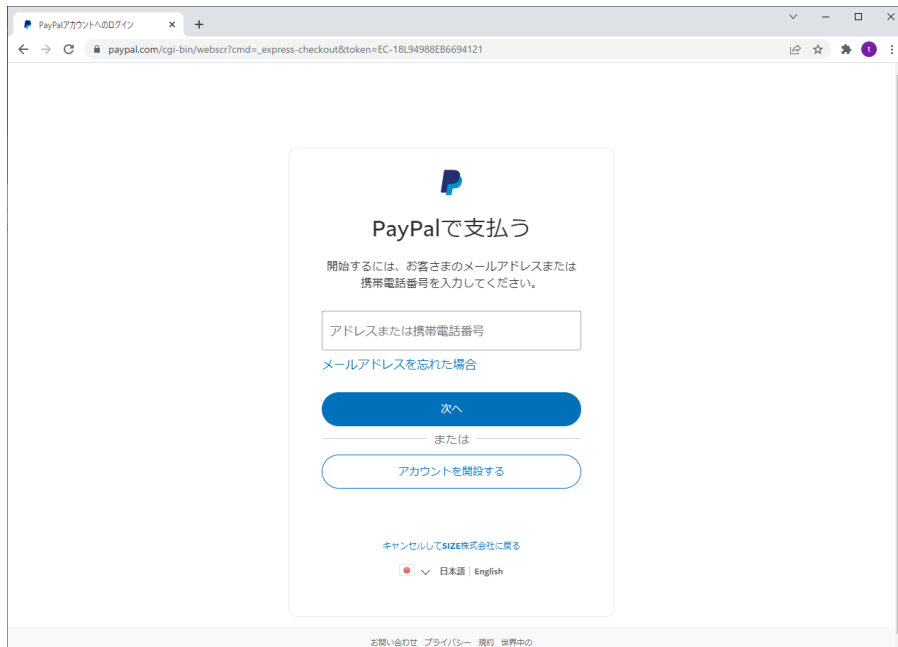 PayPalアカウントへのログイン
paypal.com/cgi-bin/webscr?cmd=_express-checkout&token=EC-18L94988EB6694121
t
PayPalで支払う
開始するには、お客さまのメールアドレスまたは
携帯電話番号を入力してください。
アドレスまたは携帯電話番号
メールアドレスを忘れた場合
次へ
または
アカウントを開設する
キャンセルしてSIZE株式会社に戻る
日本語 | English
お問い合わせ プライバシー 規約 世界中の